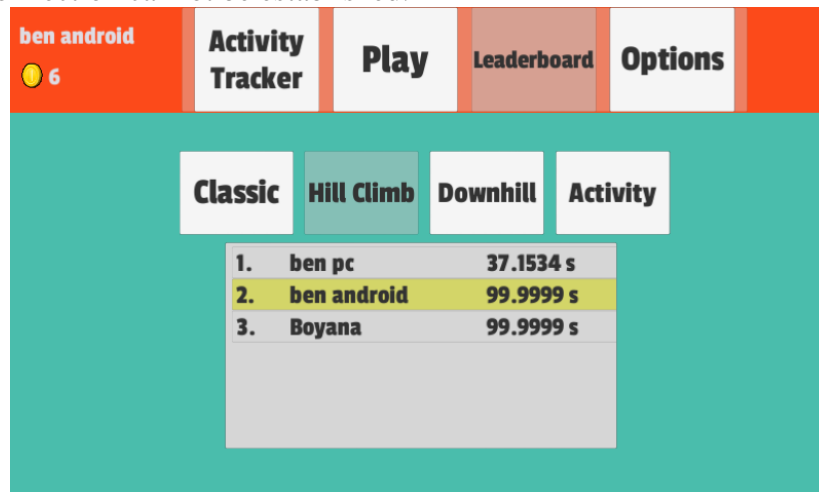 ben android
6
Activity
Tracker
Play
Leaderboard
Options
Classic
Hill Climb
Downhill
Activity
1. ben pc 37.1534 s
2. ben android 99.9999 s
3. Boyana 99.9999 s